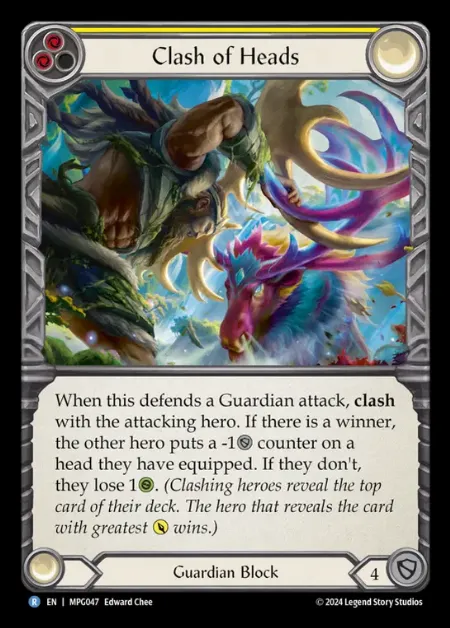 Clash of Heads
When this defends a Guardian attack, clash
with the attacking hero. If there is a winner,
the other hero puts a -1 counter on a
head they have equipped. If they don't,
they lose 1. (Clashing heroes reveal the top
card of their deck. The hero that reveals the card
with greatest wins.)
Guardian Block
4
R EN | MPG047 Edward Chee
© 2024 Legend Story Studios